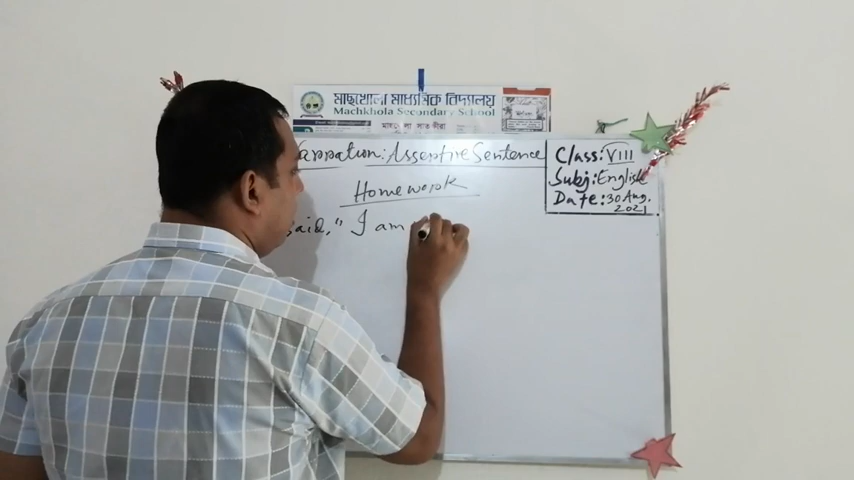 মাছখোলা মাধ্যমিক বিদ্যালয়
Machkhola Secondary School
arration: Assertive Sentence
Class: VIII
Subj: English
Date: 30 Aug. 2021
Homework
said, " I am